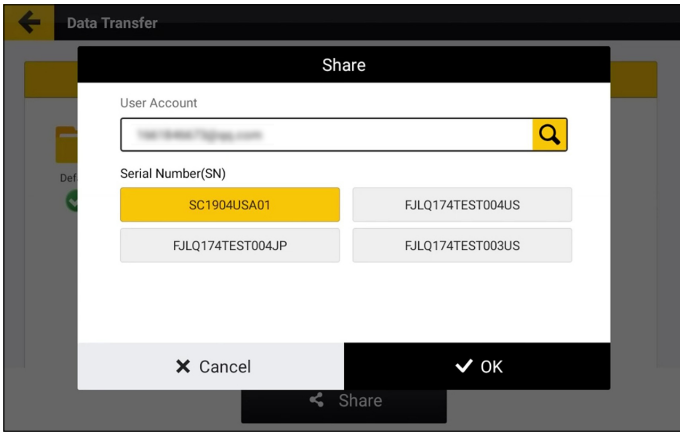 Data Transfer
Share
User Account
Serial Number(SN)
SC1904USA01
FJLQ174TEST004US
FJLQ174TEST004JP
FJLQ174TEST003US
Cancel
OK
Share